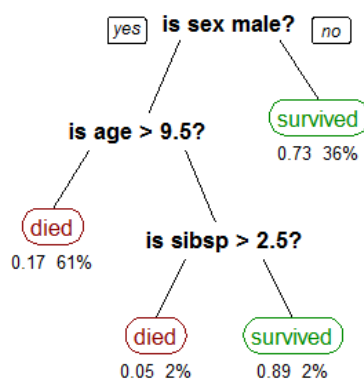 yes is sex male? no
survived
is age > 9.5?
0.73 36%
died
0.17 61%
is sibsp > 2.5?
died survived
0.05 2% 0.89 2%